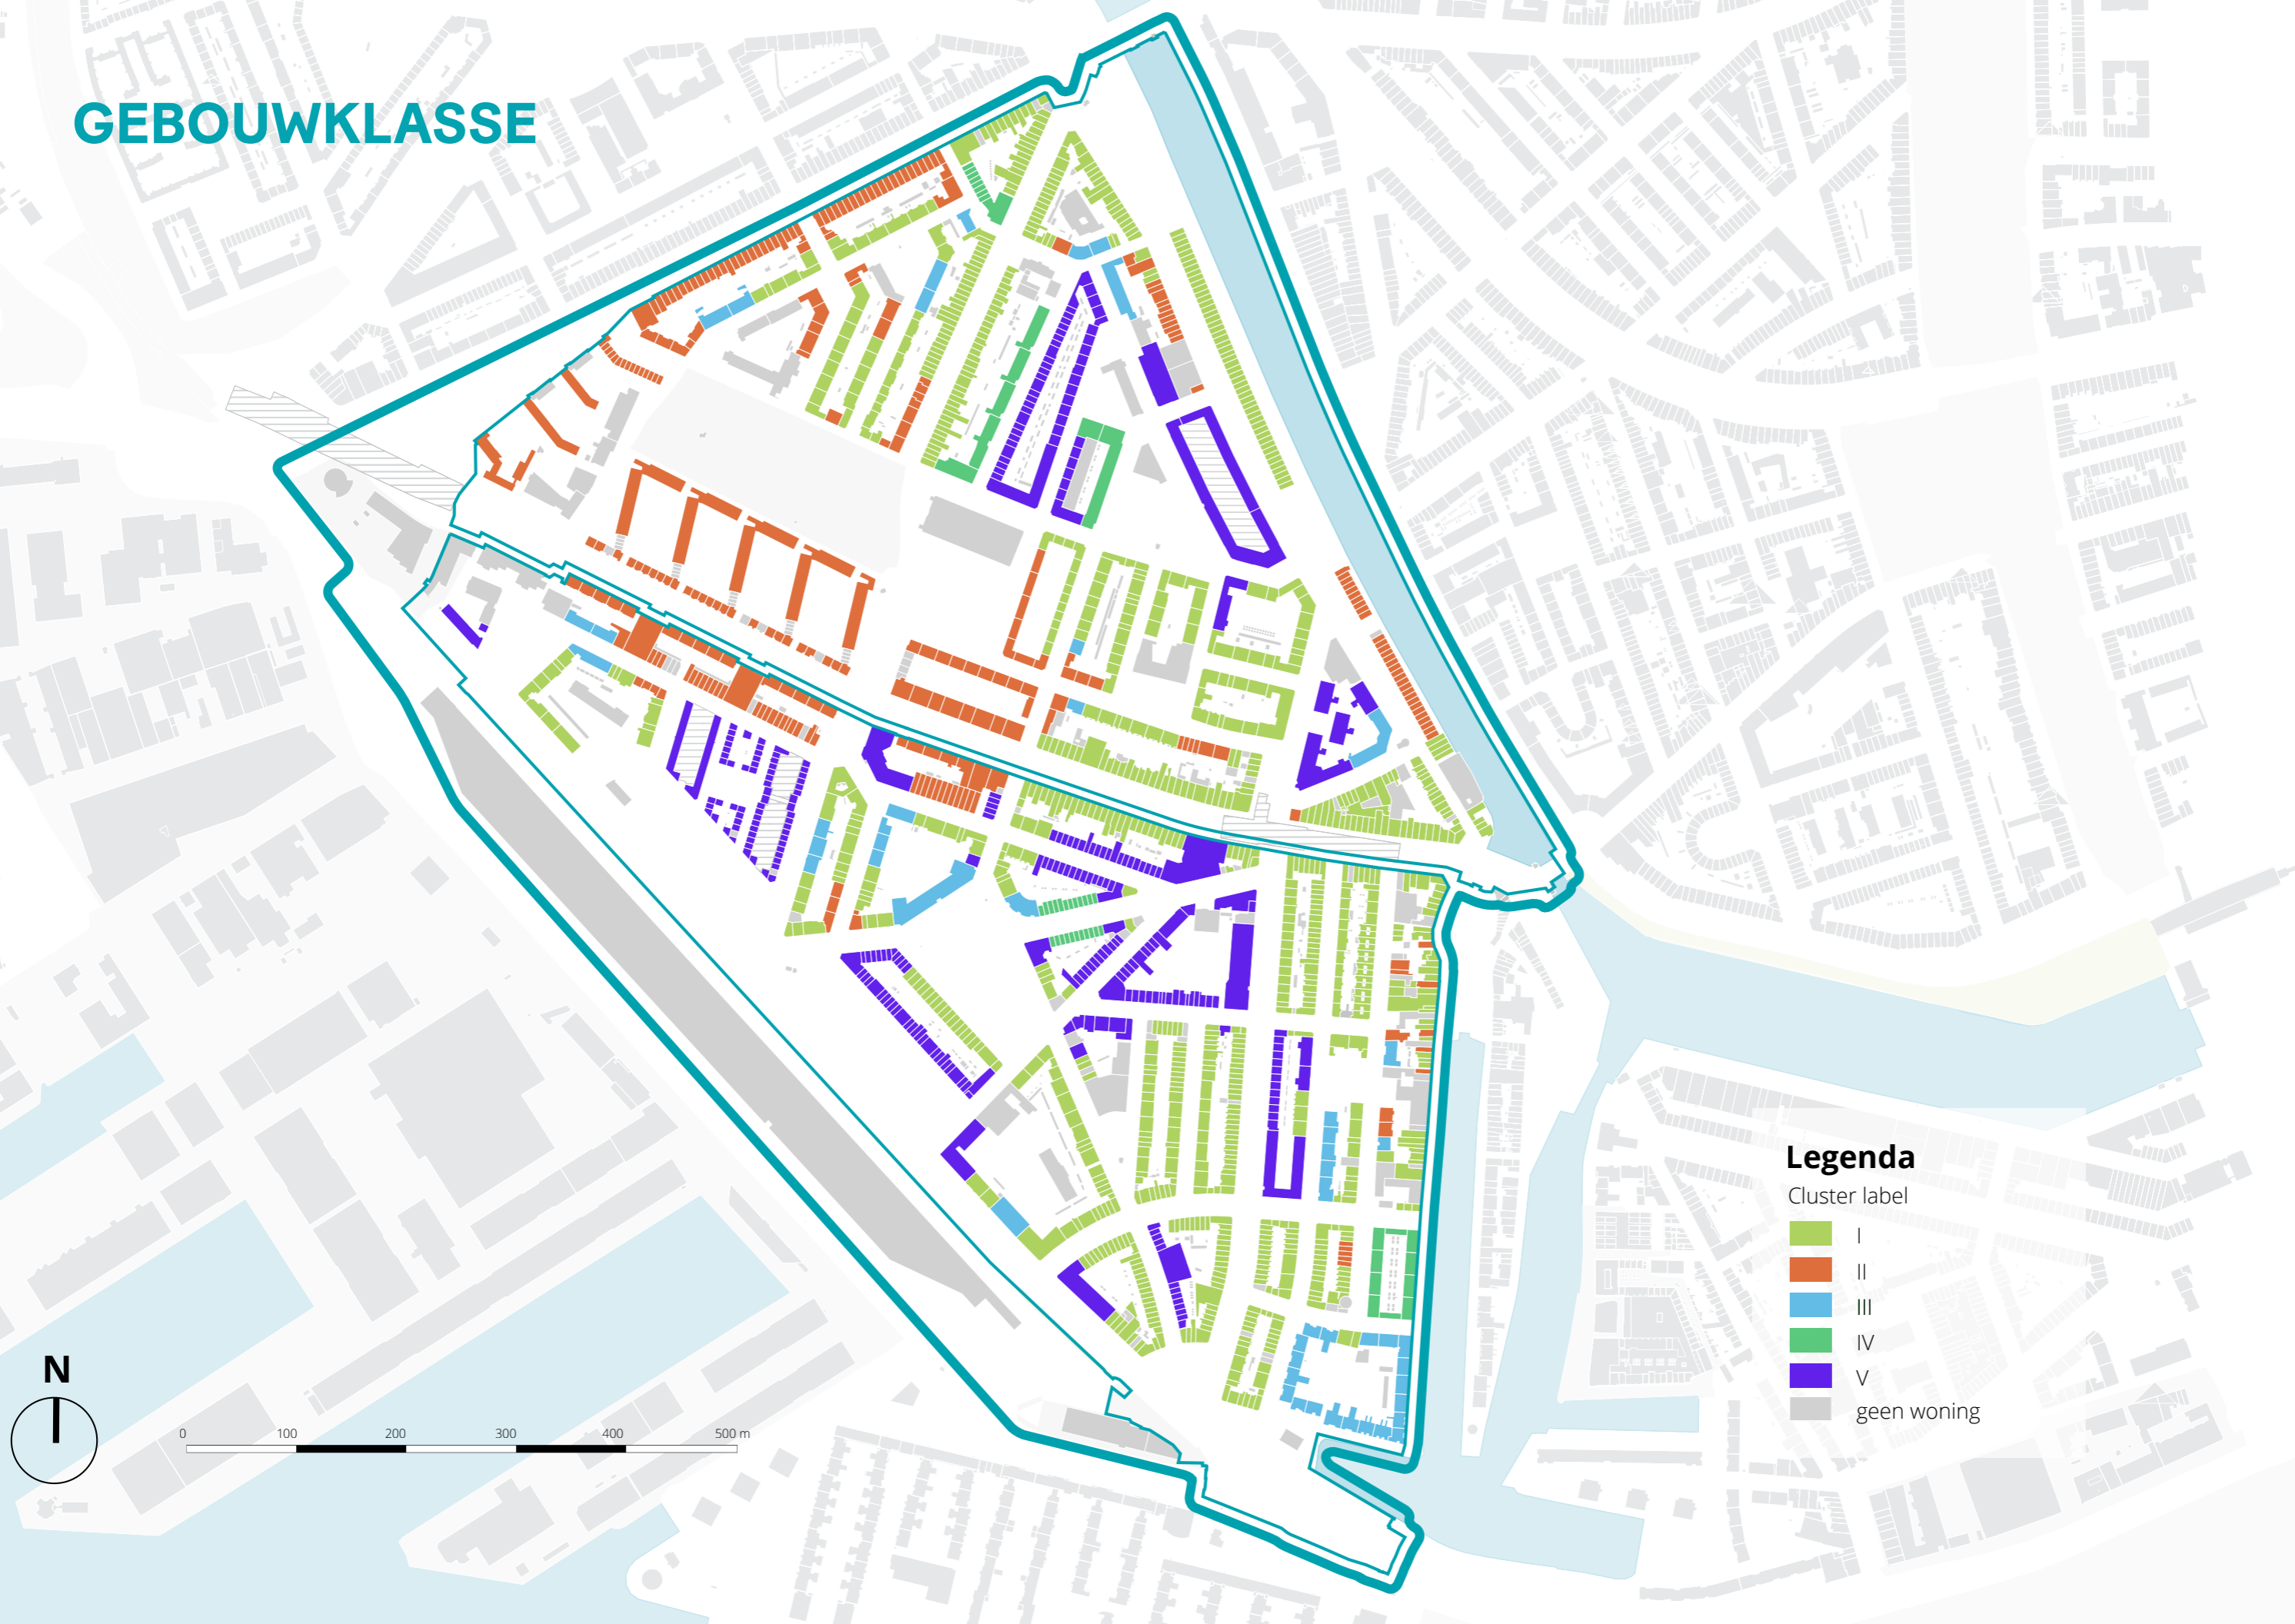 GEBOUWKLASSE
Legenda
Cluster label
I
II
III
IV
V
geen woning
N
0 100 200 300 400 500 m